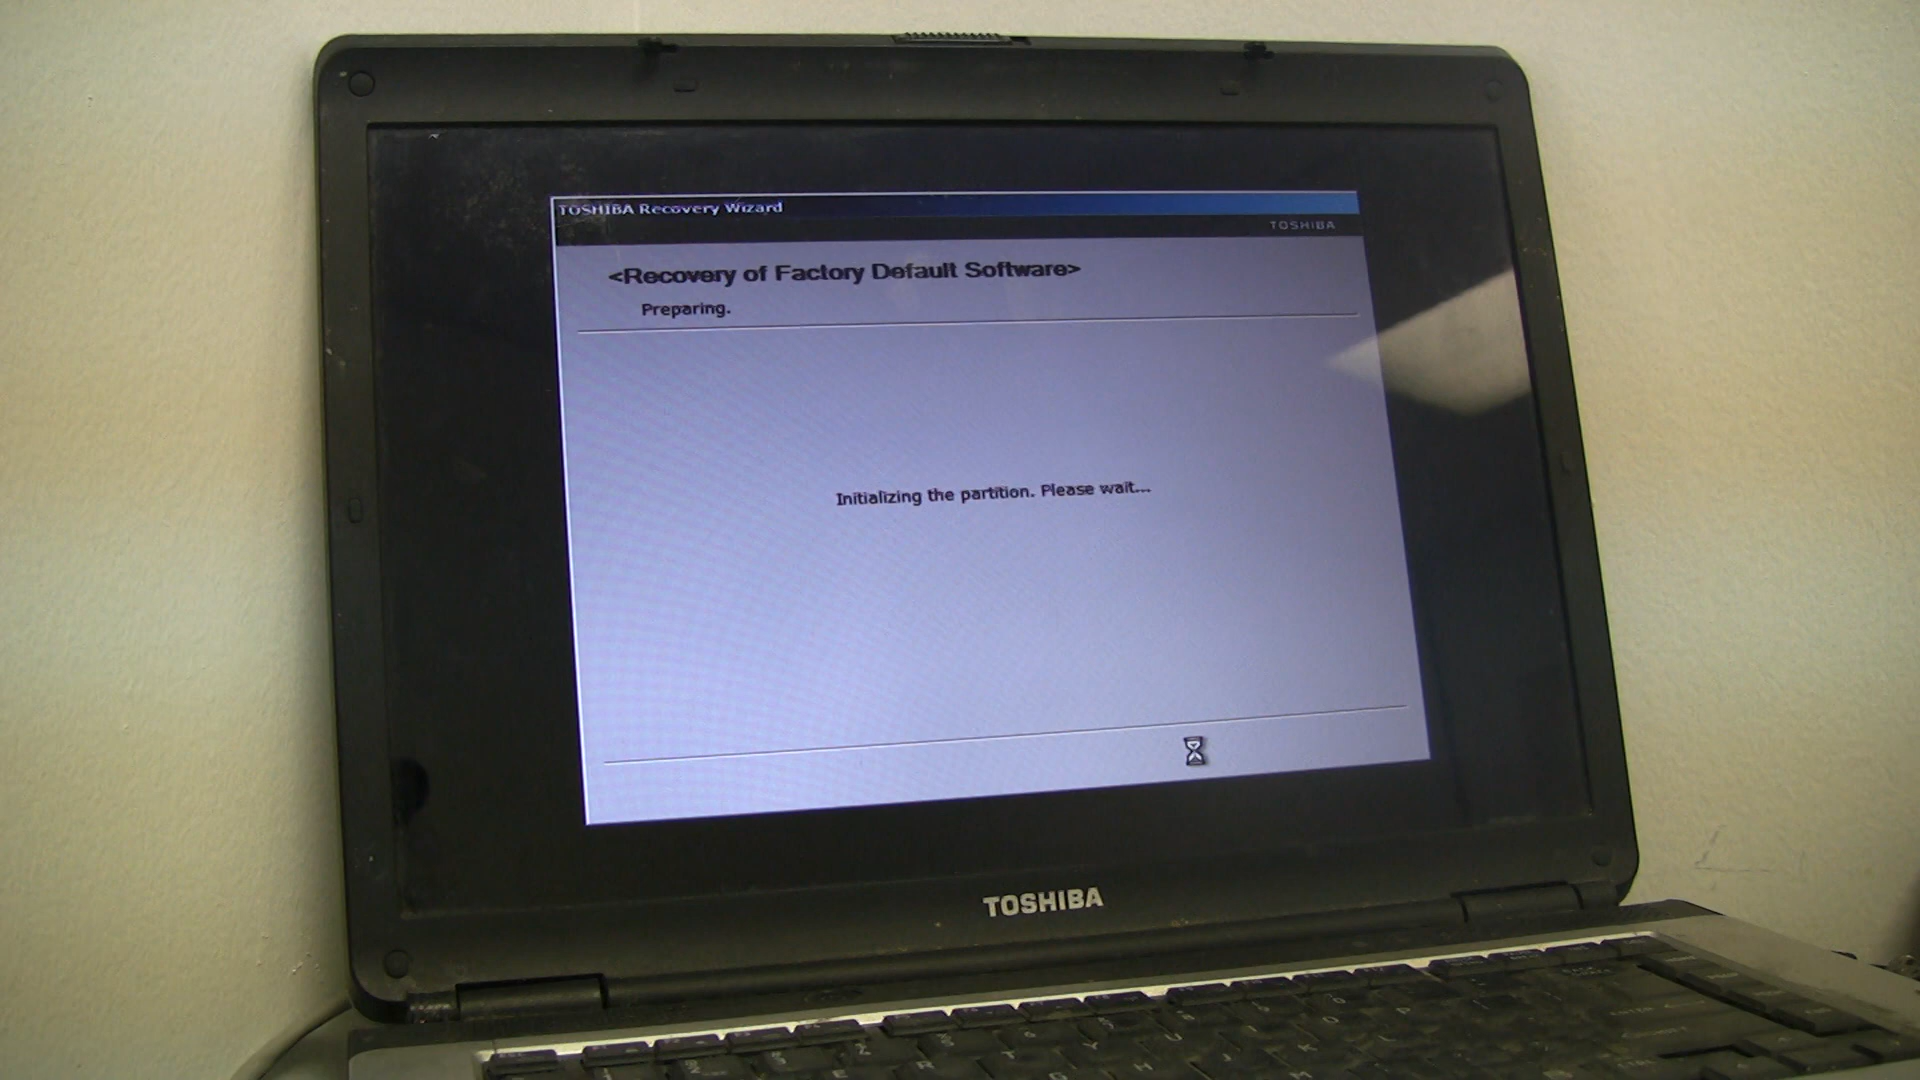 TOSHIBA Recovery Wizard
TOSHIBA
<Recovery of Factory Default Software>
Preparing.
Initializing the partition. Please wait...
TOSHIBA